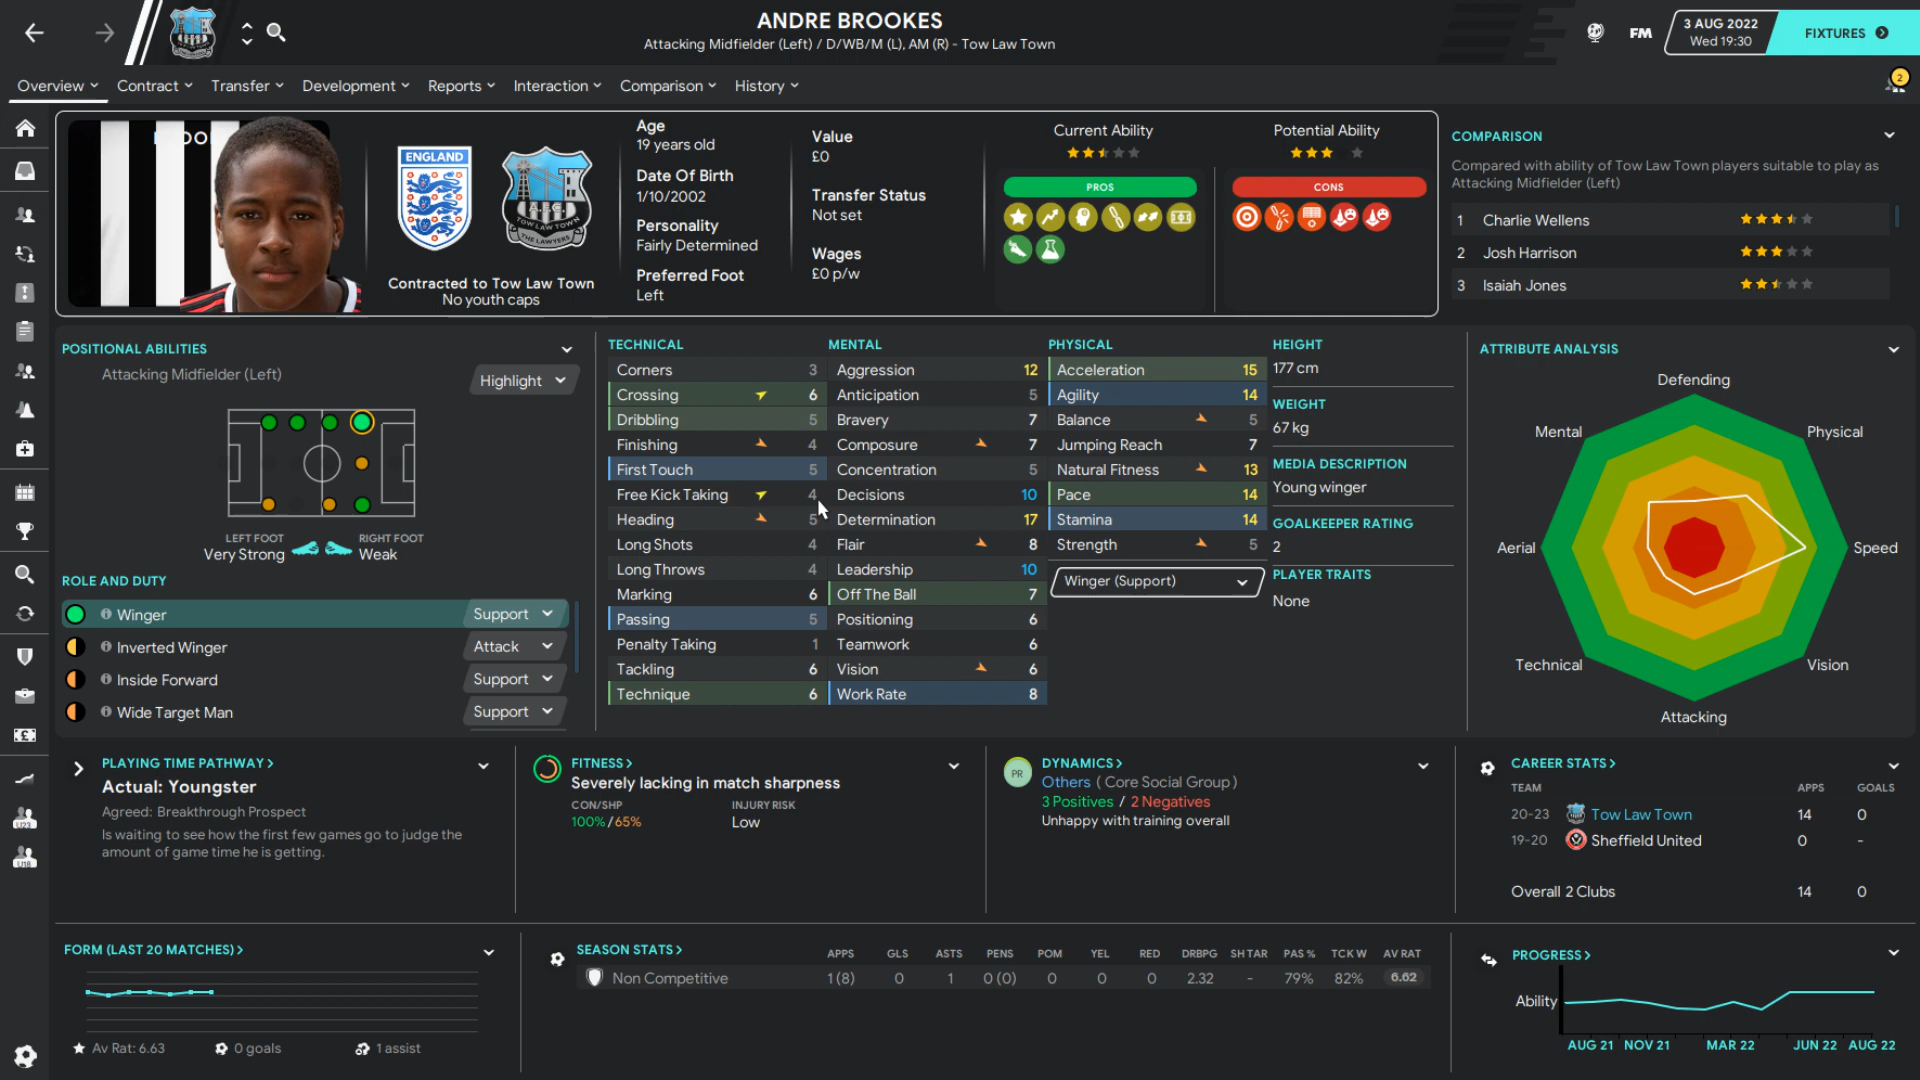 ANDRE BROOKES
Attacking Midfielder (Left) / D/WB/M (L), AM (R) - Tow Law Town
FM
3 AUG 2022
Wed 19:30
FIXTURES
Overview
Contract
Transfer
Development
Reports
Interaction
Comparison
History
2
ENGLAND
A.F.C.
TOW LAW TOWN
THE LAWYERS
Contracted to Tow Law Town
No youth caps
Age
19 years old
Date Of Birth
1/10/2002
Personality
Fairly Determined
Preferred Foot
Left
Value
£0
Transfer Status
Not set
Wages
£0 p/w
Current Ability
PROS
Potential Ability
CONS
COMPARISON
Compared with ability of Tow Law Town players suitable to play as
Attacking Midfielder (Left)
1 Charlie Wellens
2 Josh Harrison
3 Isaiah Jones
POSITIONAL ABILITIES
Attacking Midfielder (Left)
Highlight
LEFT FOOT
Very Strong
RIGHT FOOT
Weak
ROLE AND DUTY
Winger Support
Inverted Winger Attack
Inside Forward Support
Wide Target Man Support
TECHNICAL
Corners 3
Crossing 6
Dribbling 5
Finishing 4
First Touch 5
Free Kick Taking 4
Heading 5
Long Shots 4
Long Throws 4
Marking 6
Passing 5
Penalty Taking 1
Tackling 6
Technique 6
MENTAL
Aggression 12
Anticipation 5
Bravery 7
Composure 7
Concentration 5
Decisions 10
Determination 17
Flair 8
Leadership 10
Off The Ball 7
Positioning 6
Teamwork 6
Vision 6
Work Rate 8
PHYSICAL
Acceleration 15
Agility 14
Balance 5
Jumping Reach 7
Natural Fitness 13
Pace 14
Stamina 14
Strength 5
Winger (Support)
HEIGHT
177 cm
WEIGHT
67 kg
MEDIA DESCRIPTION
Young winger
GOALKEEPER RATING
2
PLAYER TRAITS
None
ATTRIBUTE ANALYSIS
Defending
Mental
Physical
Aerial
Speed
Technical
Vision
Attacking
PLAYING TIME PATHWAY
Actual: Youngster
Agreed: Breakthrough Prospect
Is waiting to see how the first few games go to judge the
amount of game time he is getting.
FITNESS
Severely lacking in match sharpness
CON/SHP
100%/65%
INJURY RISK
Low
PR
DYNAMICS
Others ( Core Social Group )
3 Positives / 2 Negatives
Unhappy with training overall
CAREER STATS
TEAM APPS GOALS
20-23 Tow Law Town 14 0
19-20 Sheffield United 0 -
Overall 2 Clubs 14 0
U23
U18
FORM (LAST 20 MATCHES)
Av Rat: 6.63
0 goals
1 assist
SEASON STATS
APPS GLS ASTS PENS POM YEL RED DRBPG SH TAR PAS % TCK W AV RAT
Non Competitive 1 (8) 0 1 0 (0) 0 0 0 2.32 - 79% 82% 6.62
PROGRESS
Ability
AUG 21 NOV 21 MAR 22 JUN 22 AUG 22